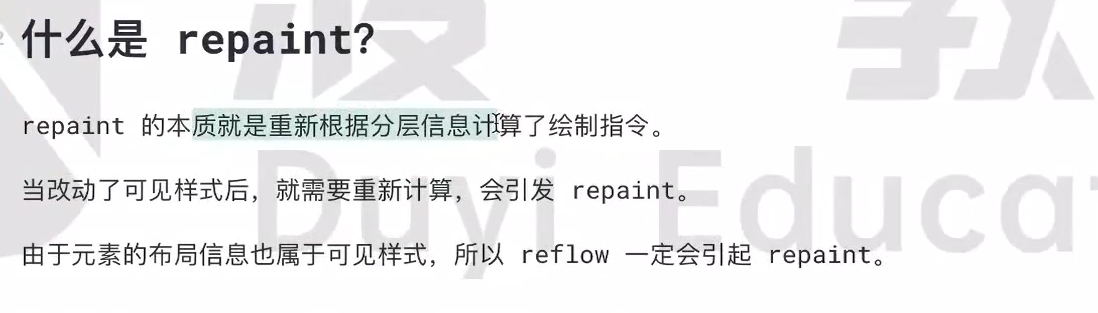 什么是 repaint?
repaint 的本质就是重新根据分层信息计算了绘制指令。
当改动了可见样式后，就需要重新计算，会引发 repaint。
由于元素的布局信息也属于可见样式，所以 reflow 一定会引起 repaint。
Duyi Educa